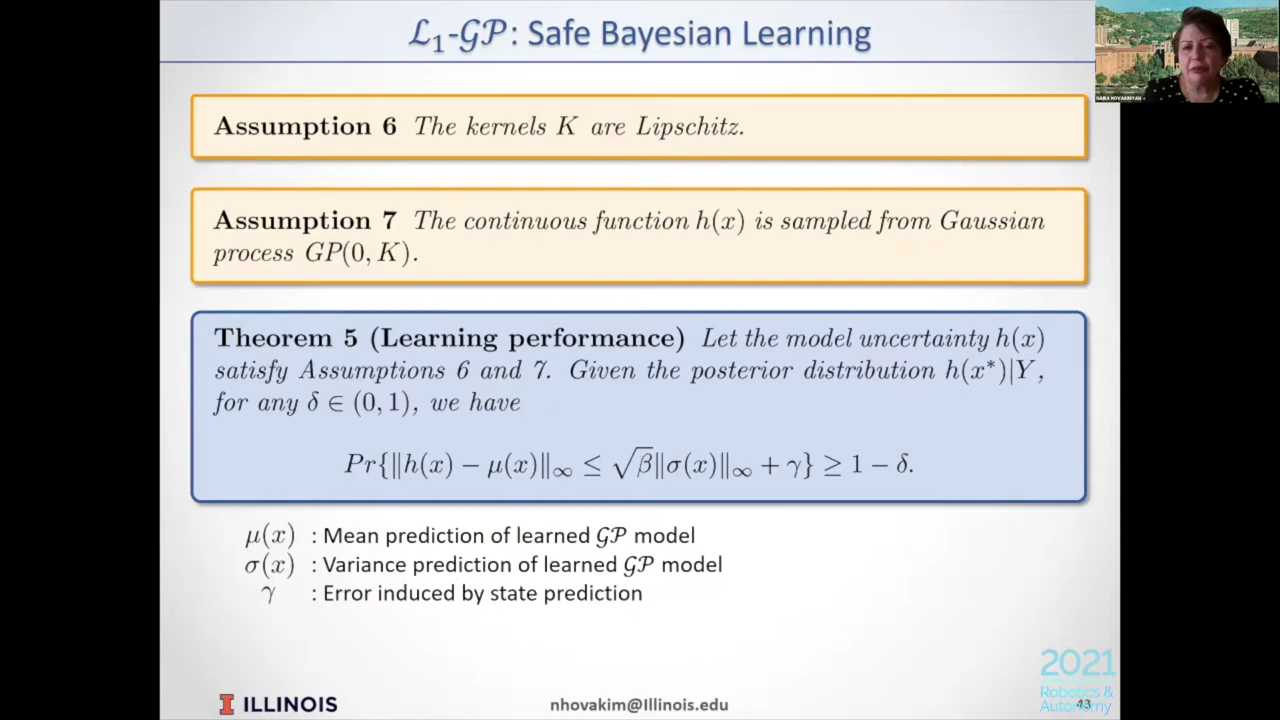 ℒ₁-𝒢𝒫: Safe Bayesian Learning
NAIRA HOVAKIMYAN
Assumption 6 The kernels K are Lipschitz.
Assumption 7 The continuous function h(x) is sampled from Gaussian
process GP(0, K).
Theorem 5 (Learning performance) Let the model uncertainty h(x)
satisfy Assumptions 6 and 7. Given the posterior distribution h(x*)|Y,
for any δ ∈ (0, 1), we have
Pr{‖h(x) − μ(x)‖∞ ≤ √β‖σ(x)‖∞ + γ} ≥ 1 − δ.
μ(x) : Mean prediction of learned 𝒢𝒫 model
σ(x) : Variance prediction of learned 𝒢𝒫 model
γ : Error induced by state prediction
2021
Robotics &
Autonomy
43
I ILLINOIS
nhovakim@Illinois.edu